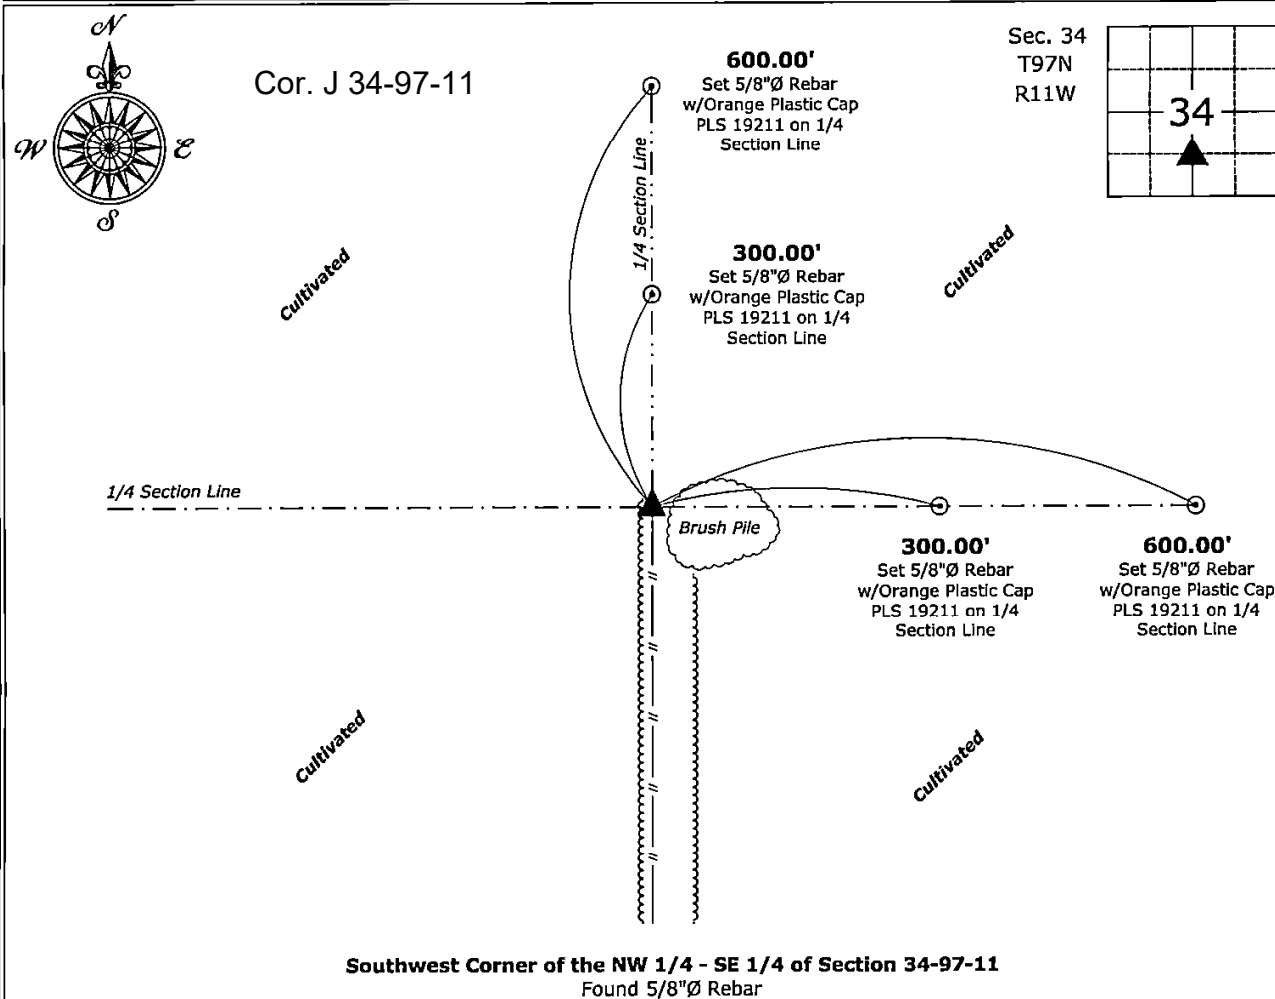 N
W
E
S
Cor. J 34-97-11
600.00'
Set 5/8"Ø Rebar
w/Orange Plastic Cap
PLS 19211 on 1/4
Section Line
Sec. 34
T97N
R11W
34
1/4 Section Line
300.00'
Set 5/8"Ø Rebar
w/Orange Plastic Cap
PLS 19211 on 1/4
Section Line
Cultivated
Cultivated
1/4 Section Line
Brush Pile
300.00'
Set 5/8"Ø Rebar
w/Orange Plastic Cap
PLS 19211 on 1/4
Section Line
600.00'
Set 5/8"Ø Rebar
w/Orange Plastic Cap
PLS 19211 on 1/4
Section Line
Cultivated
Cultivated
Southwest Corner of the NW 1/4 - SE 1/4 of Section 34-97-11
Found 5/8"Ø Rebar